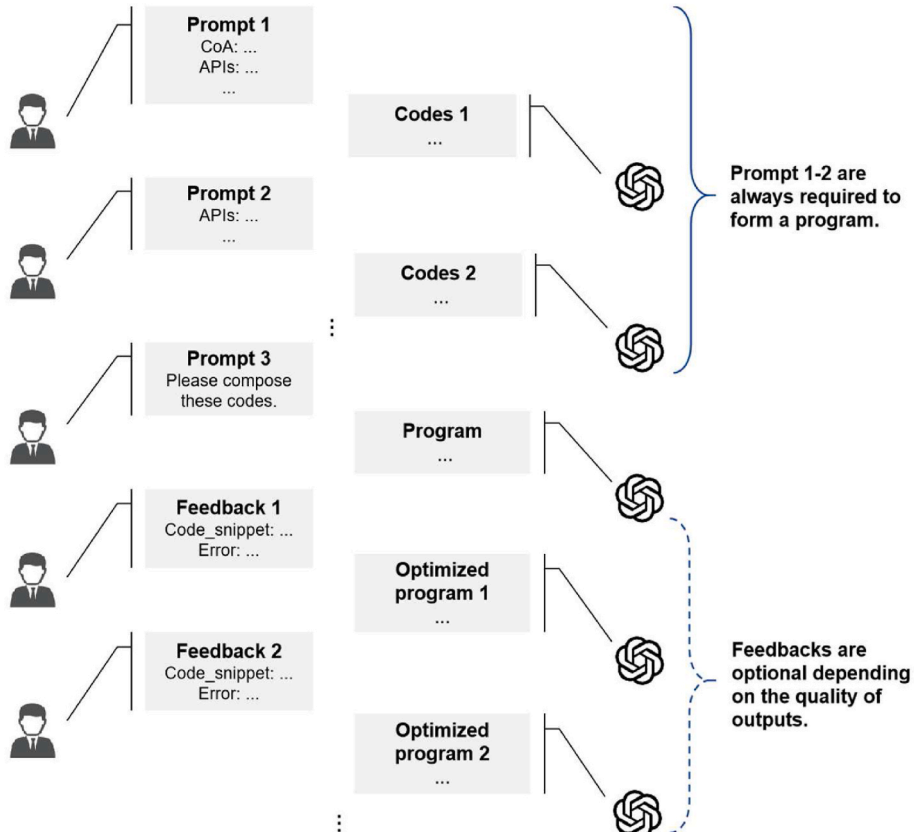 Prompt 1
CoA: ...
APIs: ...
...
Codes 1
...
Prompt 1-2 are
always required to
form a program.
Prompt 2
APIs: ...
...
Codes 2
...
Prompt 3
Please compose
these codes.
Program
...
Feedback 1
Code_snippet: ...
Error: ...
Optimized
program 1
...
Feedback 2
Code_snippet: ...
Error: ...
Feedbacks are
optional depending
on the quality of
outputs.
Optimized
program 2
...